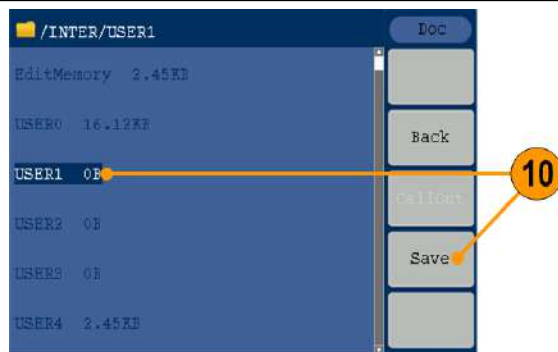 /INTER/USER1
Doc
EditMemory 2.45KB
USER0 16.12KB
Back
USER1 0B
10
CallOut
USER2 0B
Save
USER3 0B
USER4 2.45KB